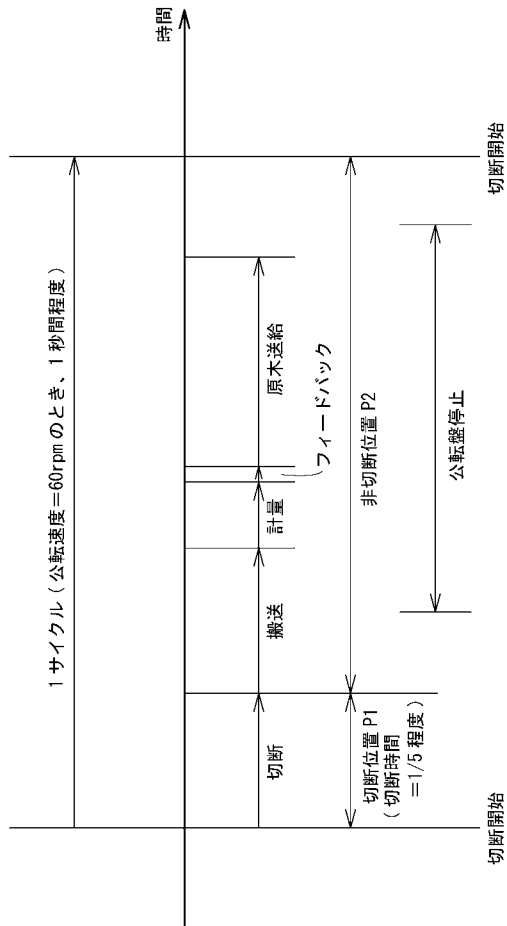 1サイクル（公転速度＝60rpmのとき、1秒間程度）
時間
切断
搬送
計量
フィードバック
原木送給
切断位置 P1
（切断時間
＝1/5 程度）
非切断位置 P2
公転盤停止
切断開始
切断開始